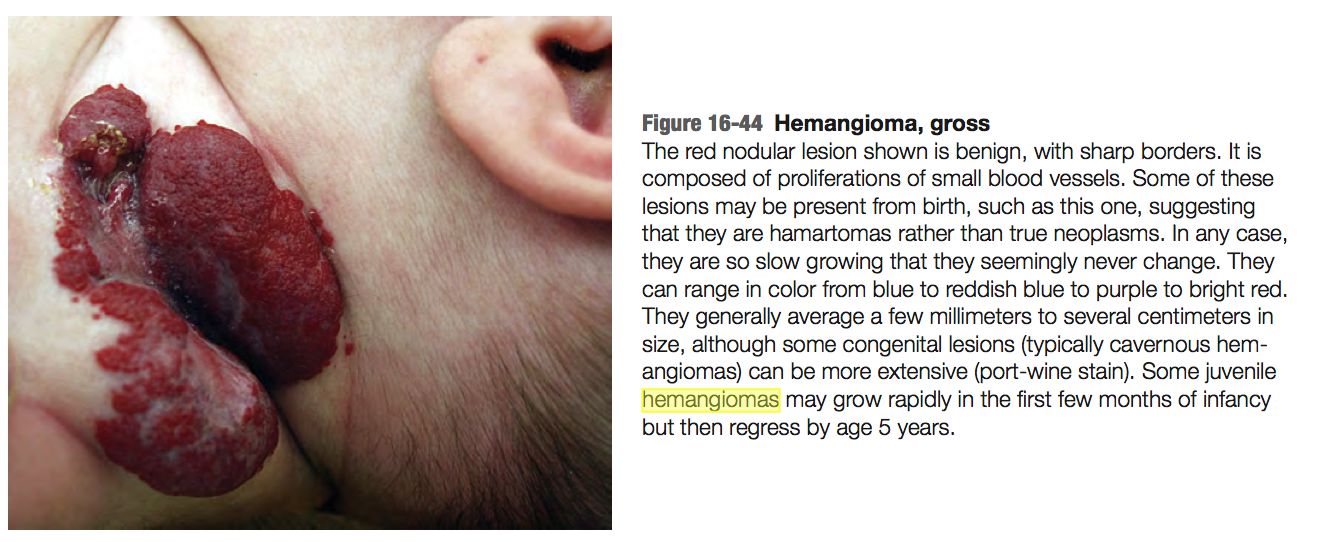 Figure 16-44 Hemangioma, gross
The red nodular lesion shown is benign, with sharp borders. It is
composed of proliferations of small blood vessels. Some of these
lesions may be present from birth, such as this one, suggesting
that they are hamartomas rather than true neoplasms. In any case,
they are so slow growing that they seemingly never change. They
can range in color from blue to reddish blue to purple to bright red.
They generally average a few millimeters to several centimeters in
size, although some congenital lesions (typically cavernous hem-
angiomas) can be more extensive (port-wine stain). Some juvenile
hemangiomas may grow rapidly in the first few months of infancy
but then regress by age 5 years.